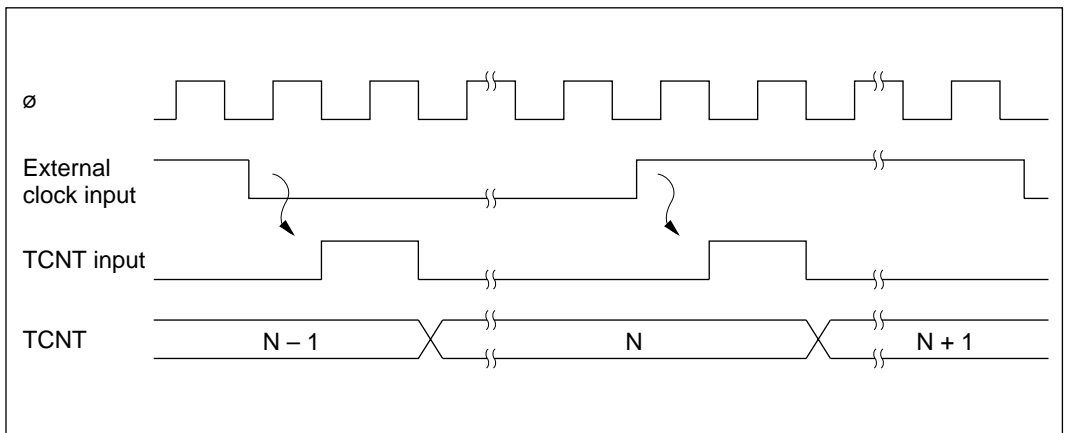 ø
External
clock input
TCNT input
TCNT
N – 1
N
N + 1